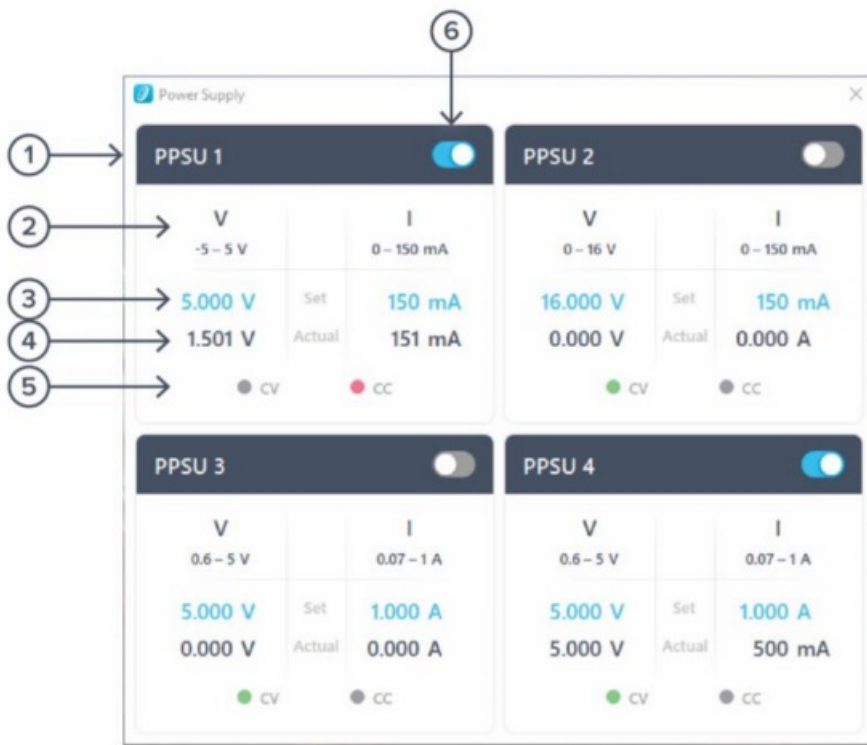 6
Power Supply
1
PPSU 1
PPSU 2
2
V I
-5 – 5 V 0 – 150 mA
V I
0 – 16 V 0 – 150 mA
3
5.000 V Set 150 mA
16.000 V Set 150 mA
4
1.501 V Actual 151 mA
0.000 V Actual 0.000 A
5
CV CC
CV CC
PPSU 3
PPSU 4
V I
0.6 – 5 V 0.07 – 1 A
V I
0.6 – 5 V 0.07 – 1 A
5.000 V Set 1.000 A
5.000 V Set 1.000 A
0.000 V Actual 0.000 A
5.000 V Actual 500 mA
CV CC
CV CC